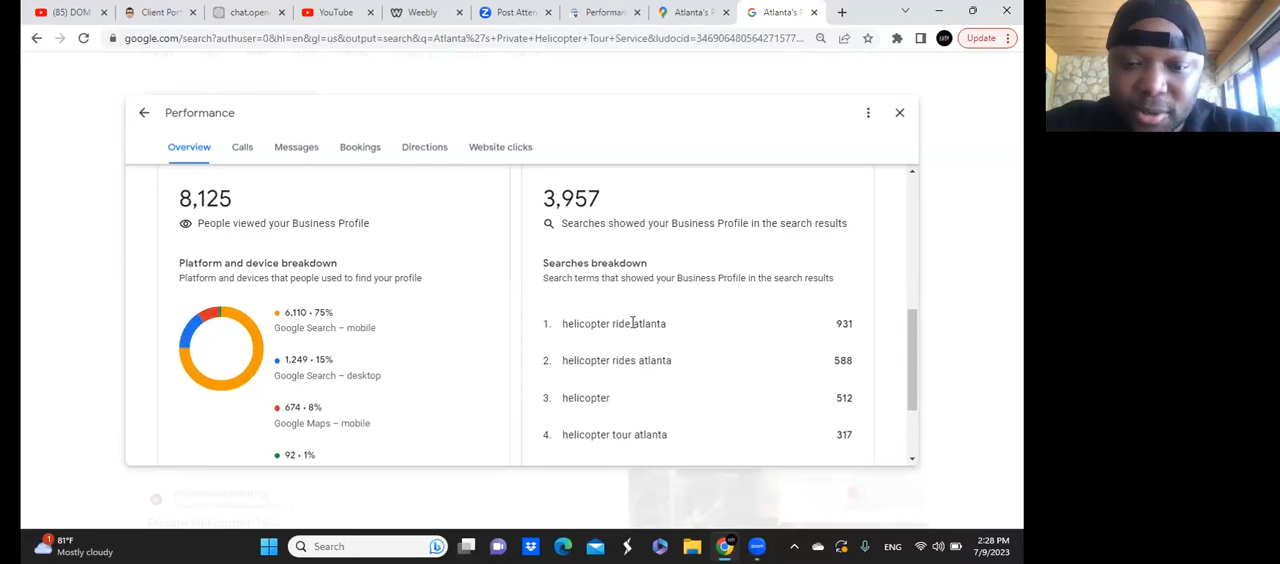 (85) DOM
Client Port
chat.open
YouTube
Weebly
Post Atten
Performan
Atlanta's P
Atlanta's P
google.com/search?authuser=0&hl=en&gl=us&output=search&q=Atlanta%27s+Private+Helicopter+Tour+Service&ludocid=346906480564271577...
Update
Performance
Overview
Calls
Messages
Bookings
Directions
Website clicks
8,125
People viewed your Business Profile
Platform and device breakdown
Platform and devices that people used to find your profile
6,110 • 75%
Google Search – mobile
1,249 • 15%
Google Search – desktop
674 • 8%
Google Maps – mobile
92 • 1%
3,957
Searches showed your Business Profile in the search results
Searches breakdown
Search terms that showed your Business Profile in the search results
1. helicopter ride atlanta 931
2. helicopter rides atlanta 588
3. helicopter 512
4. helicopter tour atlanta 317
1
81°F
Mostly cloudy
Search
ENG
2:28 PM
7/9/2023